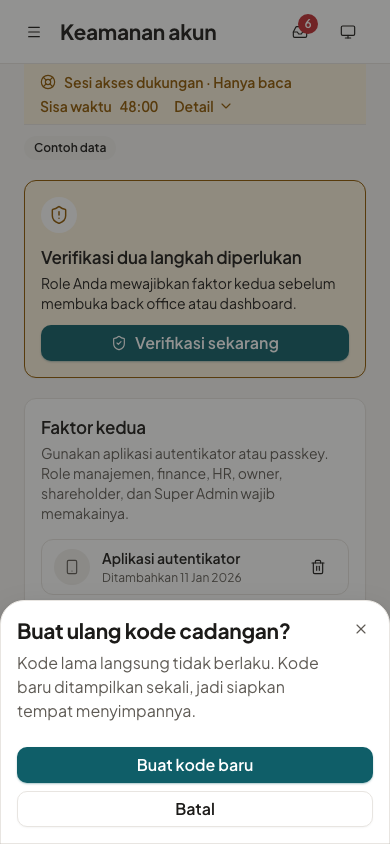 Keamanan akun
6
Sesi akses dukungan · Hanya baca
Sisa waktu 48:00 Detail
Contoh data
Verifikasi dua langkah diperlukan
Role Anda mewajibkan faktor kedua sebelum
membuka back office atau dashboard.
Verifikasi sekarang
Faktor kedua
Gunakan aplikasi autentikator atau passkey.
Role manajemen, finance, HR, owner,
shareholder, dan Super Admin wajib
memakainya.
Aplikasi autentikator
Ditambahkan 11 Jan 2026
Buat ulang kode cadangan?
Kode lama langsung tidak berlaku. Kode
baru ditampilkan sekali, jadi siapkan
tempat menyimpannya.
Buat kode baru
Batal